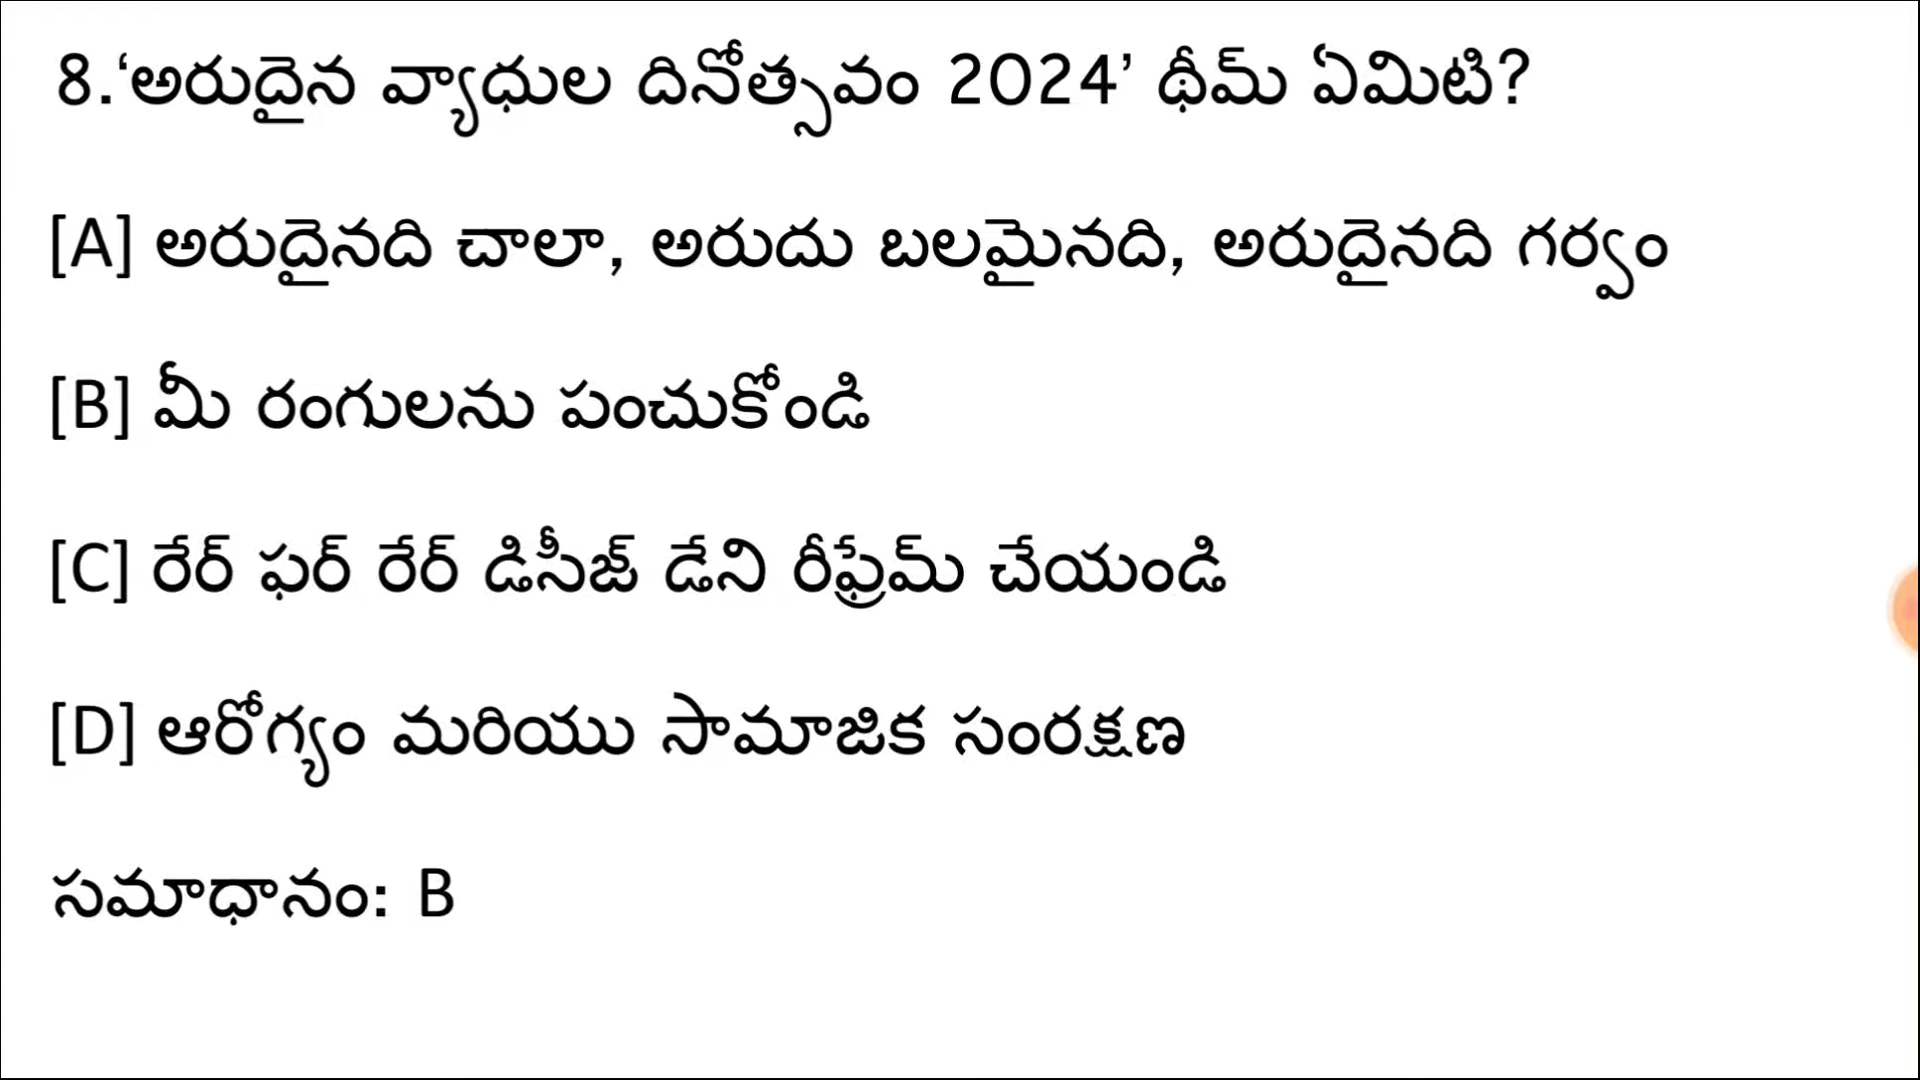 8.‘అరుదైన వ్యాధుల దినోత్సవం 2024’ థీమ్ ఏమిటి?
[A] అరుదైనది చాలా, అరుదు బలమైనది, అరుదైనది గర్వం
[B] మీ రంగులను పంచుకోండి
[C] రేర్ ఫర్ రేర్ డిసీజ్ డేని రీఫ్రేమ్ చేయండి
[D] ఆరోగ్యం మరియు సామాజిక సంరక్షణ
సమాధానం: B